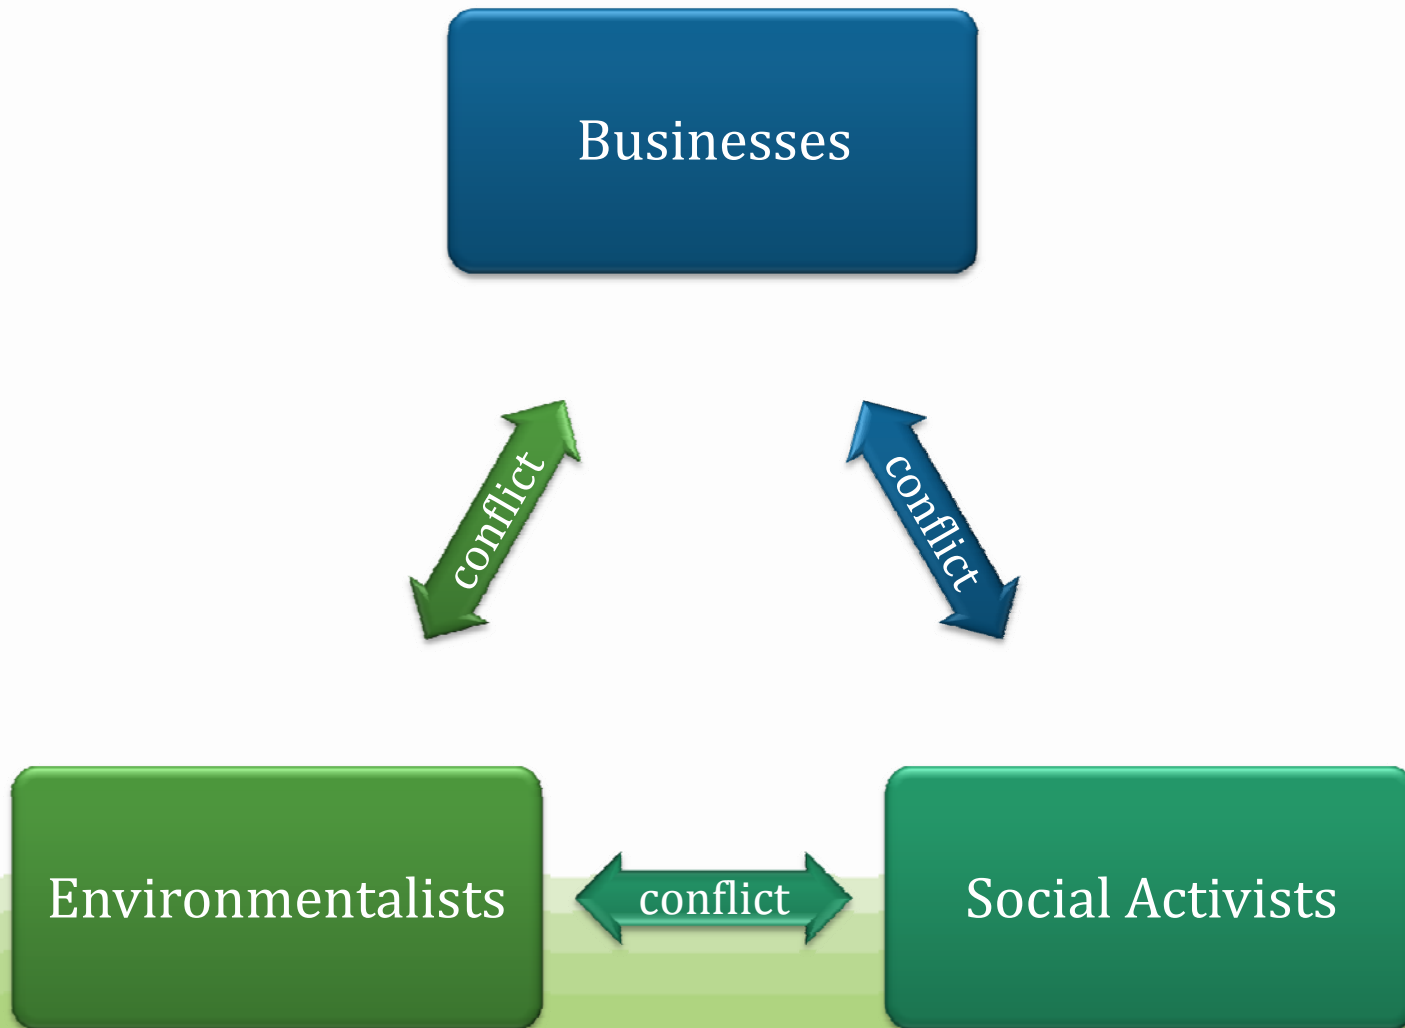 Businesses
conflict
conflict
Environmentalists
conflict
Social Activists